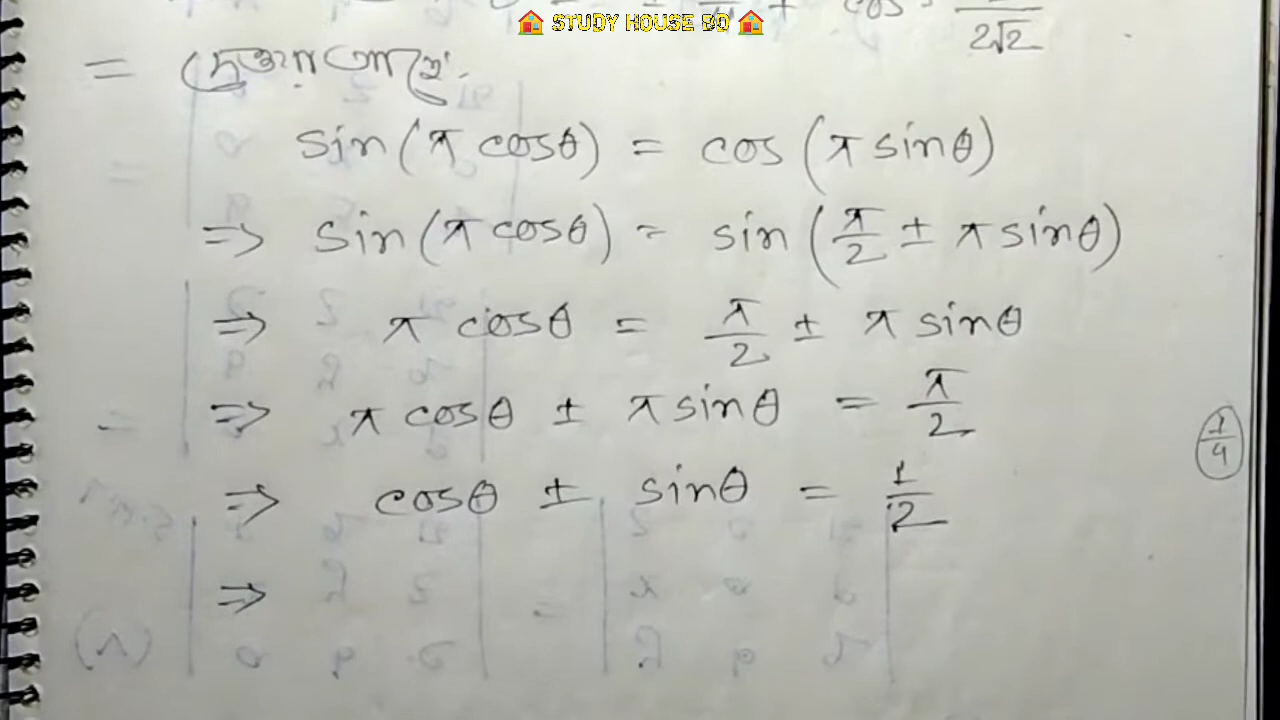 🏠 STUDY HOUSE BD 🏠
cos
2√2
= দেওয়া আছে,
sin(π cosθ) = cos(π sinθ)
⇒ sin(π cosθ) = sin(π/2 ± π sinθ)
⇒ π cosθ = π/2 ± π sinθ
⇒ π cosθ ± π sinθ = π/2
1/4
⇒ cosθ ± sinθ = 1/2
⇒